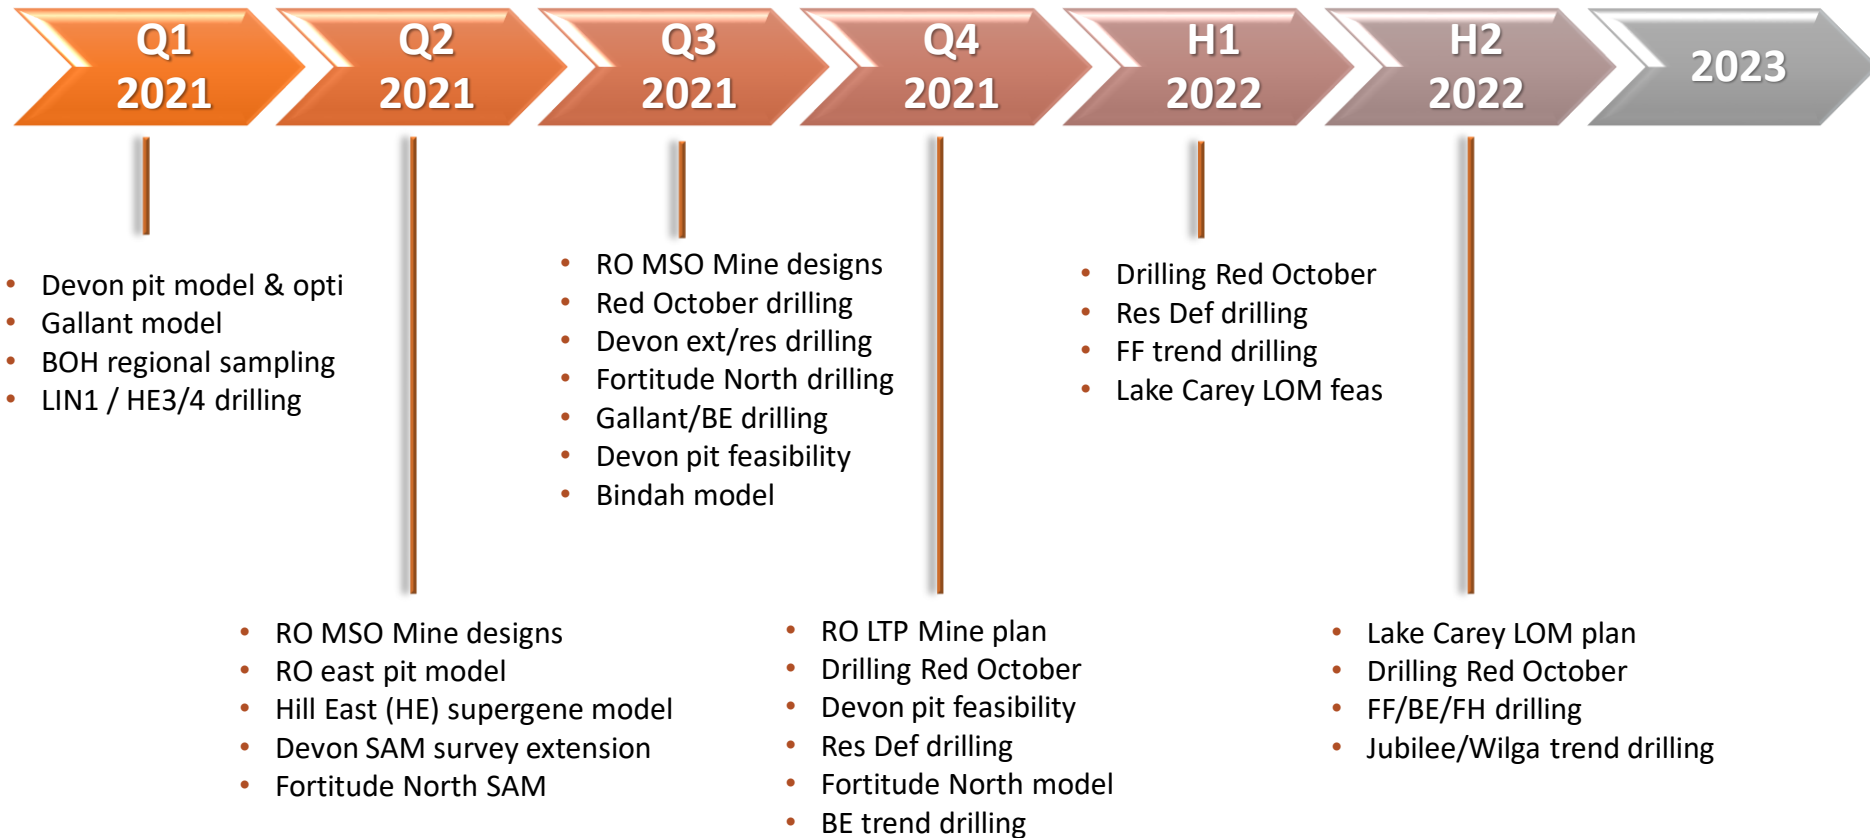 Q1
2021
Q2
2021
Q3
2021
Q4
2021
H1
2022
H2
2022
2023
• Devon pit model & opti
• Gallant model
• BOH regional sampling
• LIN1 / HE3/4 drilling
• RO MSO Mine designs
• RO east pit model
• Hill East (HE) supergene model
• Devon SAM survey extension
• Fortitude North SAM
• RO MSO Mine designs
• Red October drilling
• Devon ext/res drilling
• Fortitude North drilling
• Gallant/BE drilling
• Devon pit feasibility
• Bindah model
• RO LTP Mine plan
• Drilling Red October
• Devon pit feasibility
• Res Def drilling
• Fortitude North model
• BE trend drilling
• Drilling Red October
• Res Def drilling
• FF trend drilling
• Lake Carey LOM feas
• Lake Carey LOM plan
• Drilling Red October
• FF/BE/FH drilling
• Jubilee/Wilga trend drilling